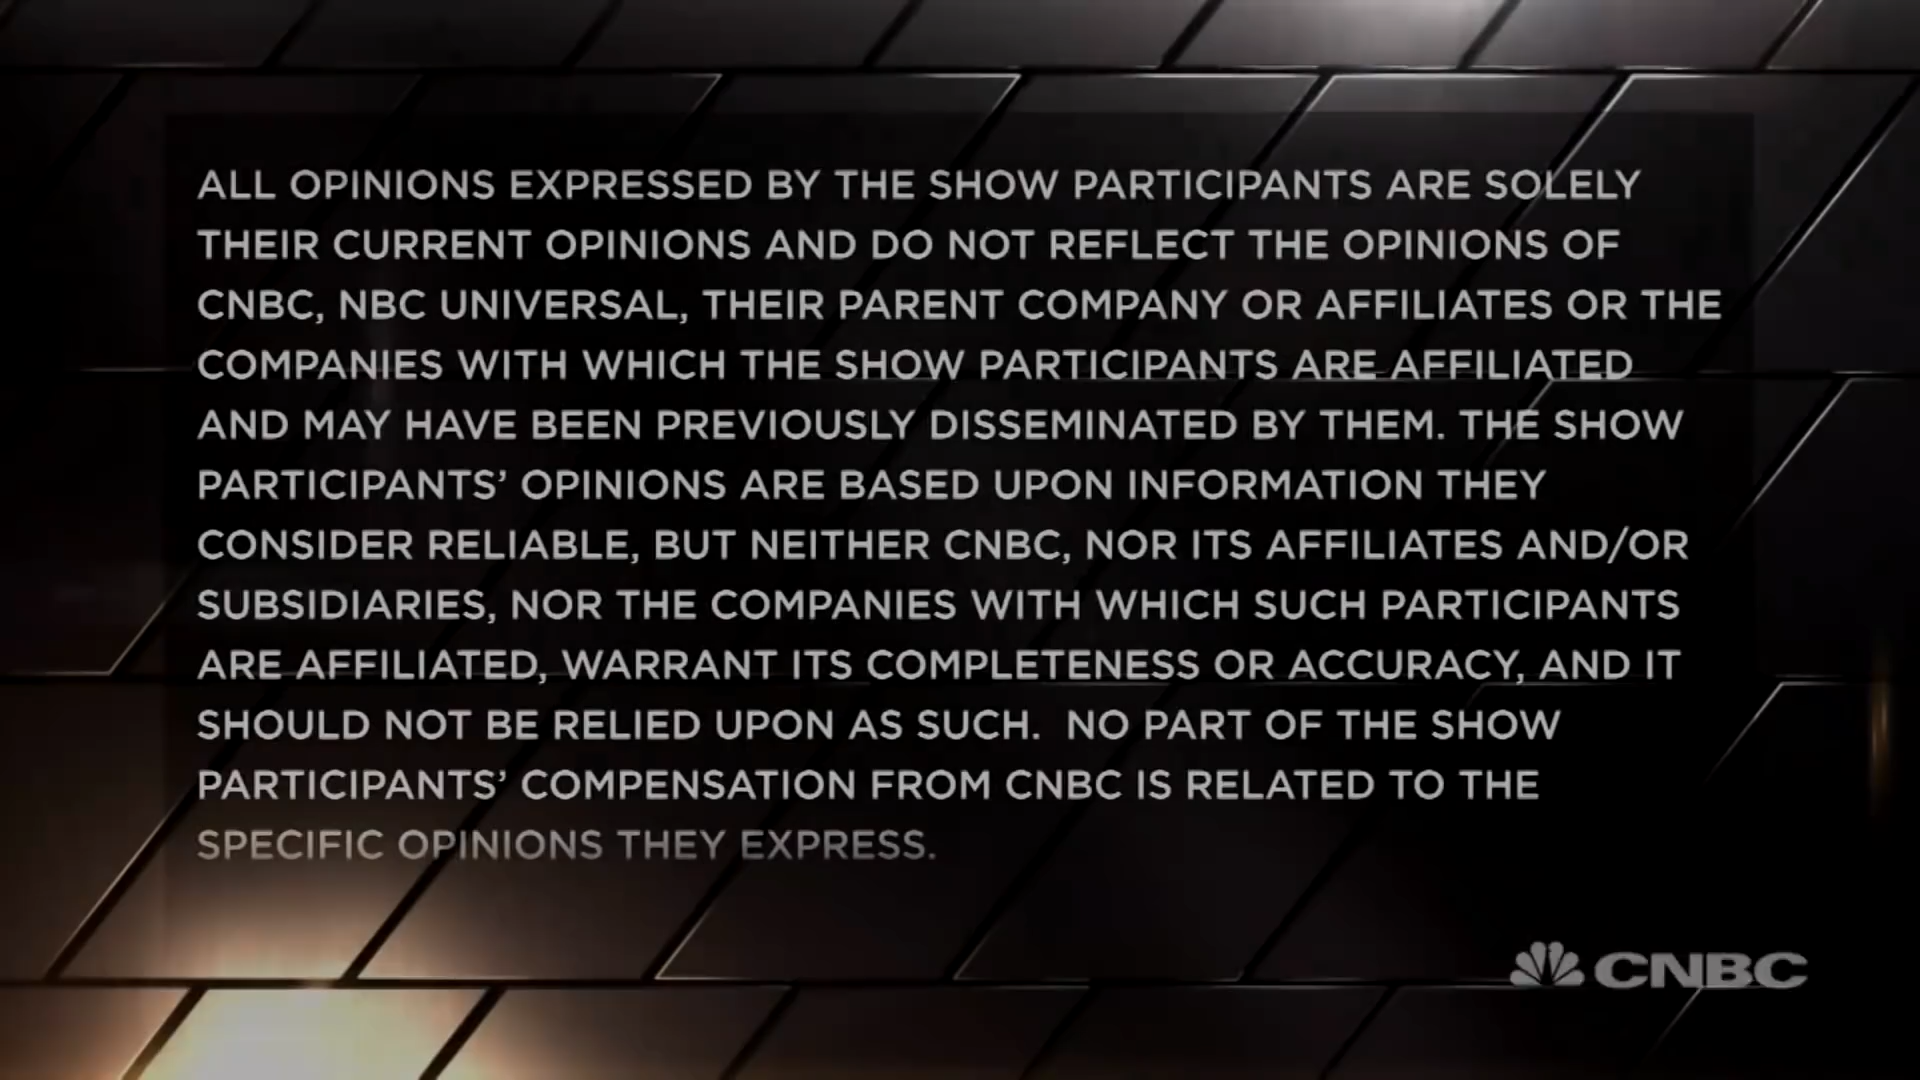 ALL OPINIONS EXPRESSED BY THE SHOW PARTICIPANTS ARE SOLELY
THEIR CURRENT OPINIONS AND DO NOT REFLECT THE OPINIONS OF
CNBC, NBC UNIVERSAL, THEIR PARENT COMPANY OR AFFILIATES OR THE
COMPANIES WITH WHICH THE SHOW PARTICIPANTS ARE AFFILIATED
AND MAY HAVE BEEN PREVIOUSLY DISSEMINATED BY THEM. THE SHOW
PARTICIPANTS’ OPINIONS ARE BASED UPON INFORMATION THEY
CONSIDER RELIABLE, BUT NEITHER CNBC, NOR ITS AFFILIATES AND/OR
SUBSIDIARIES, NOR THE COMPANIES WITH WHICH SUCH PARTICIPANTS
ARE AFFILIATED, WARRANT ITS COMPLETENESS OR ACCURACY, AND IT
SHOULD NOT BE RELIED UPON AS SUCH.  NO PART OF THE SHOW
PARTICIPANTS’ COMPENSATION FROM CNBC IS RELATED TO THE
SPECIFIC OPINIONS THEY EXPRESS.
CNBC